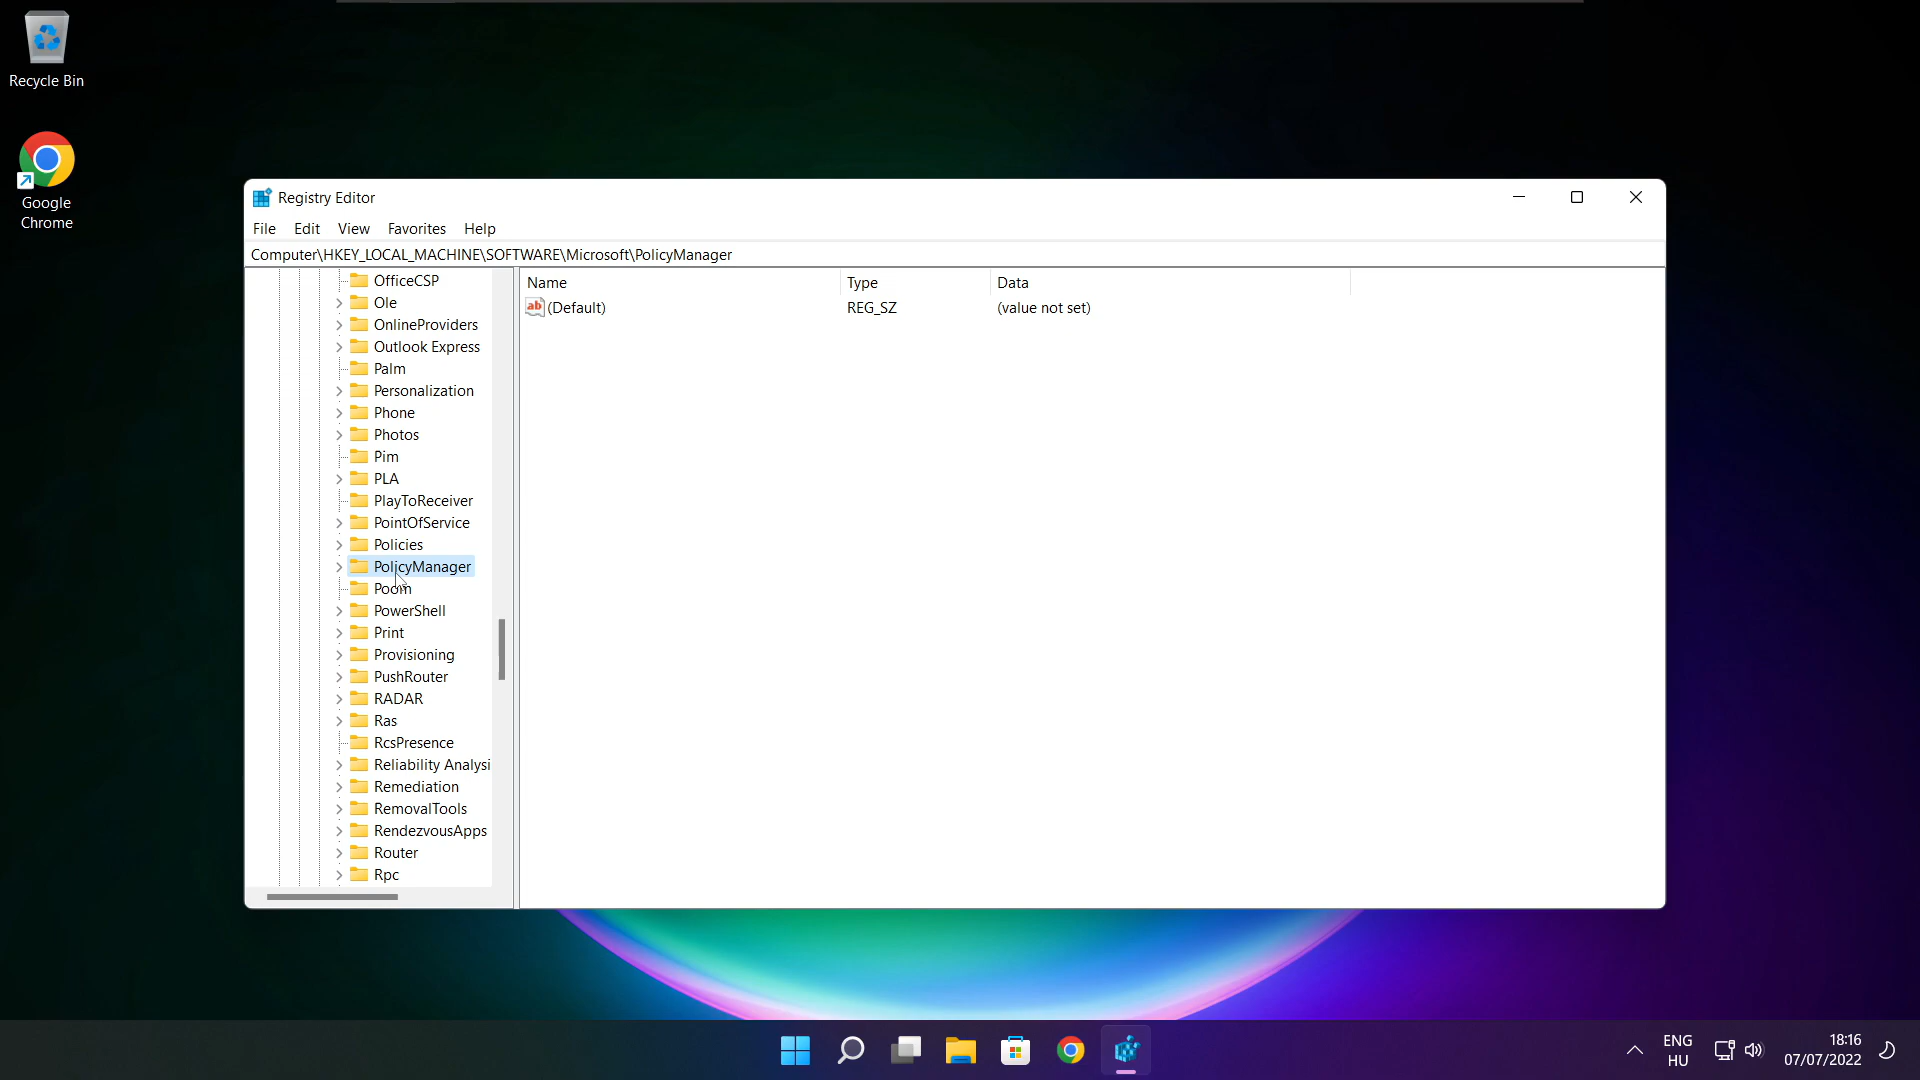 Recycle Bin
Google
Chrome
Registry Editor
File Edit View Favorites Help
Computer\HKEY_LOCAL_MACHINE\SOFTWARE\Microsoft\PolicyManager
OfficeCSP
Ole
OnlineProviders
Outlook Express
Palm
Personalization
Phone
Photos
Pim
PLA
PlayToReceiver
PointOfService
Policies
PolicyManager
Poom
PowerShell
Print
Provisioning
PushRouter
RADAR
Ras
RcsPresence
Reliability Analysi
Remediation
RemovalTools
RendezvousApps
Router
Rpc
Name Type Data
ab (Default) REG_SZ (value not set)
ENG
HU
18:16
07/07/2022